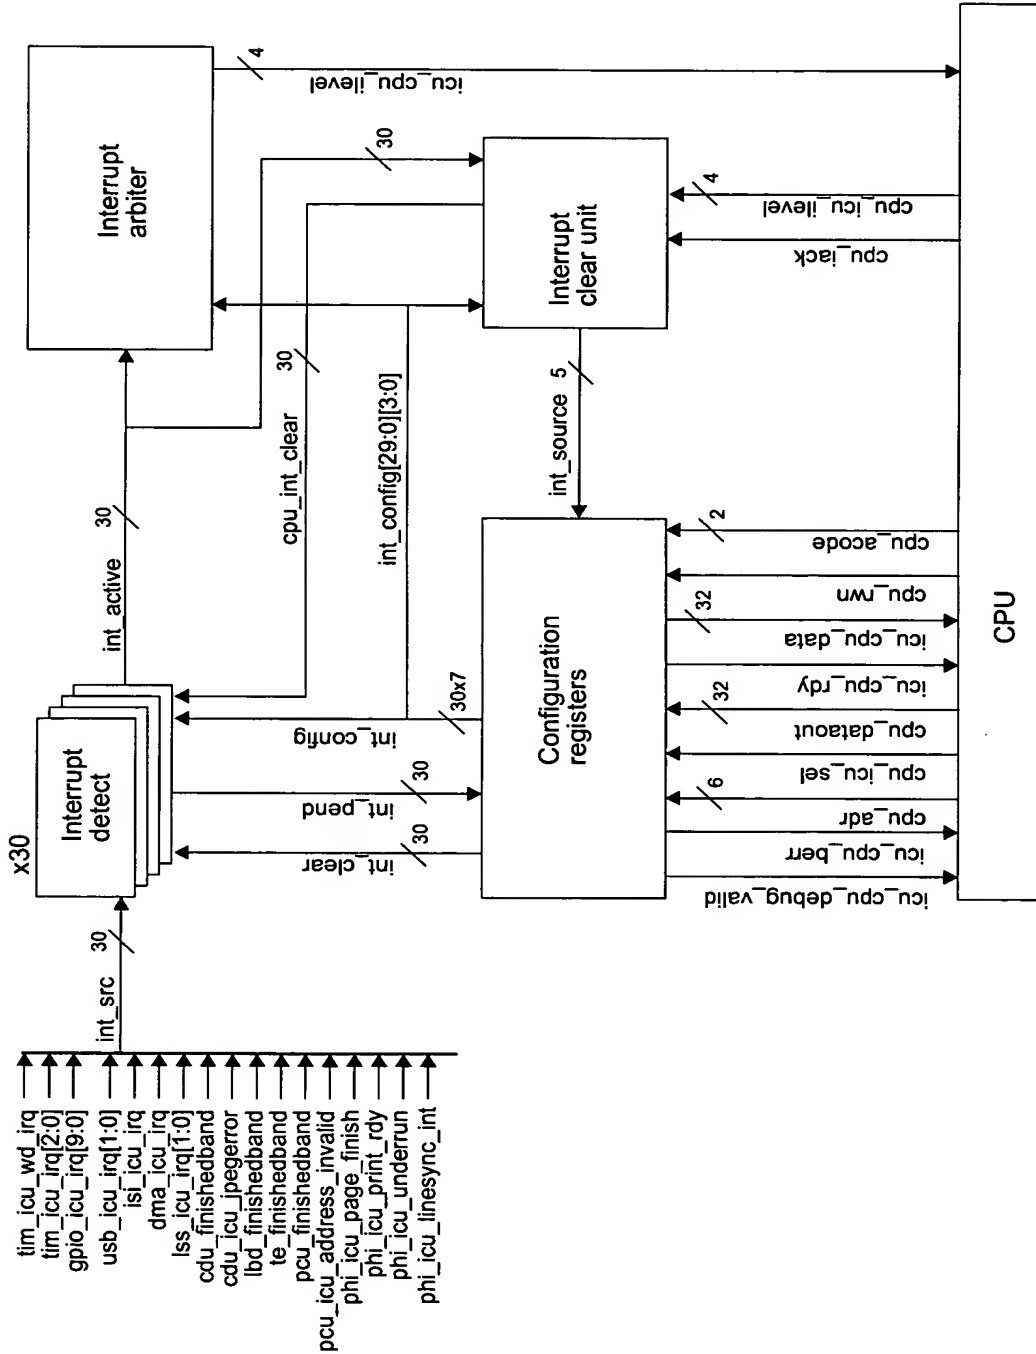 tim_icu_wd_irq
tim_icu_irq[2:0]
gpio_icu_irq[9:0]
usb_icu_irq[1:0]
isi_icu_irq
dma_icu_irq
lss_icu_irq[1:0]
cdu_finishedband
cdu_icu_jpegerror
lbd_finishedband
te_finishedband
pcu_finishedband
pcu_icu_address_invalid
phi_icu_page_finish
phi_icu_print_rdy
phi_icu_underrun
phi_icu_linesync_int
int_src
30
x30
Interrupt
detect
int_active
30
Interrupt
arbiter
4
icu_cpu_ilevel
30
cpu_int_clear
30
int_config[29:0][3:0]
int_clear
30
int_pend
30
int_config
30x7
Interrupt
clear unit
int_source
5
4
cpu_icu_ilevel
cpu_iack
Configuration
registers
2
cpu_acode
cpu_rwn
32
icu_cpu_data
icu_cpu_rdy
32
cpu_dataout
cpu_icu_sel
6
cpu_adr
icu_cpu_berr
icu_cpu_debug_valid
CPU